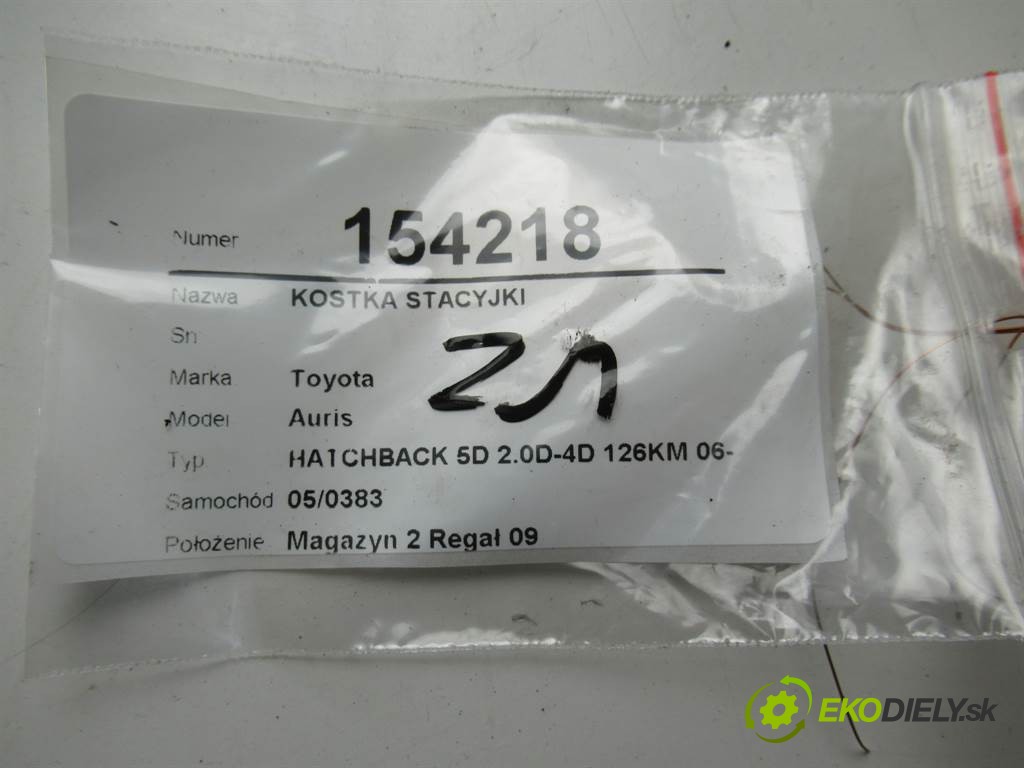 Numer 154218
Nazwa KOSTKA STACYJKI
Sn
Marka Toyota
Model Auris
Typ HATCHBACK 5D 2.0D-4D 126KM 06-
Samochód 05/0383
Położenie Magazyn 2 Regał 09
EKODIELY.sk